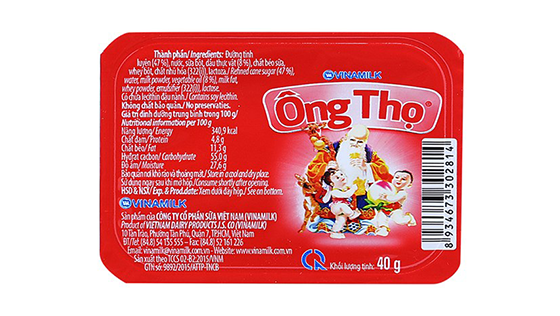 Thành phần/ Ingredients: Đường tinh
luyện (47 %), nước, sữa bột, dầu thực vật (8 %), chất béo sữa,
whey bột, chất nhũ hóa (322(i)), lactoza./ Refined cane sugar (47 %),
water, milk powder, vegetable oil (8 %), milk fat,
whey powder, emulsifier (322(i)), lactose.
Có chứa lecithin đậu nành./ Contains soy lecithin.
Không chất bảo quản./ No preservatives.
Giá trị dinh dưỡng trung bình trong 100 g/
Nutritional information per 100 g
Năng lượng/ Energy 340,9 kcal
Chất đạm/ Protein 4,8 g
Chất béo/ Fat 11,3 g
Hydrat cacbon/ Carbohydrate 55,0 g
Độ ẩm/ Moisture 27,6 g
Bảo quản nơi khô ráo và thoáng mát./ Store in a cool and dry place.
Sử dụng ngay sau khi mở hộp./Consume shortly after opening.
HSD & NSX/ Exp. & Prod.date: Xem dưới đáy hộp./ See on base.
VINAMILK
Sản phẩm của CÔNG TY CỔ PHẦN SỮA VIỆT NAM (VINAMILK)
Product of VIETNAM DAIRY PRODUCTS J.S. CO (VINAMILK)
10 Tân Trào, Phường Tân Phú, Quận 7, TP.HCM, Việt Nam
ĐT/Tel: (84.8) 54 155 555 – Fax: (84.8) 52 161 226
Email: vinamilk@vinamilk.com.vn - Website: www.vinamilk.com.vn
Sản xuất theo TCCS 02-B2:2015/VNM
GTN số: 9892/2015/ATTP-TNCB
VINAMILK
Ông Thọ®
Khối lượng tịnh: 40 g
8 934673 302814